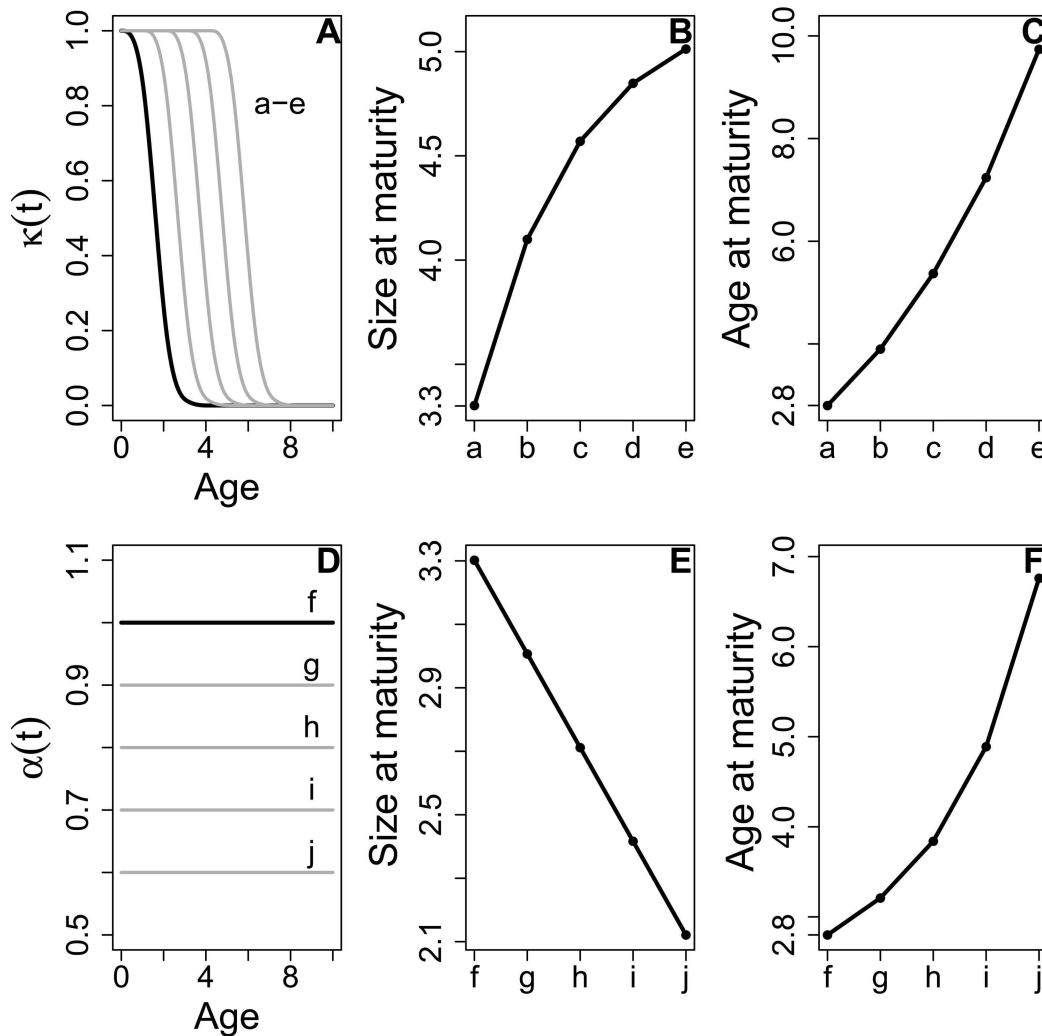 A
κ(t)
1.0
0.8
0.6
0.4
0.2
0.0
a–e
0 4 8
Age
B
Size at maturity
5.0
4.5
4.0
3.3
a b c d e
C
Age at maturity
10.0
8.0
6.0
2.8
a b c d e
D
α(t)
1.1
0.9
0.7
0.5
f
g
h
i
j
0 4 8
Age
E
Size at maturity
3.3
2.9
2.5
2.1
f g h i j
F
Age at maturity
7.0
6.0
5.0
4.0
2.8
f g h i j